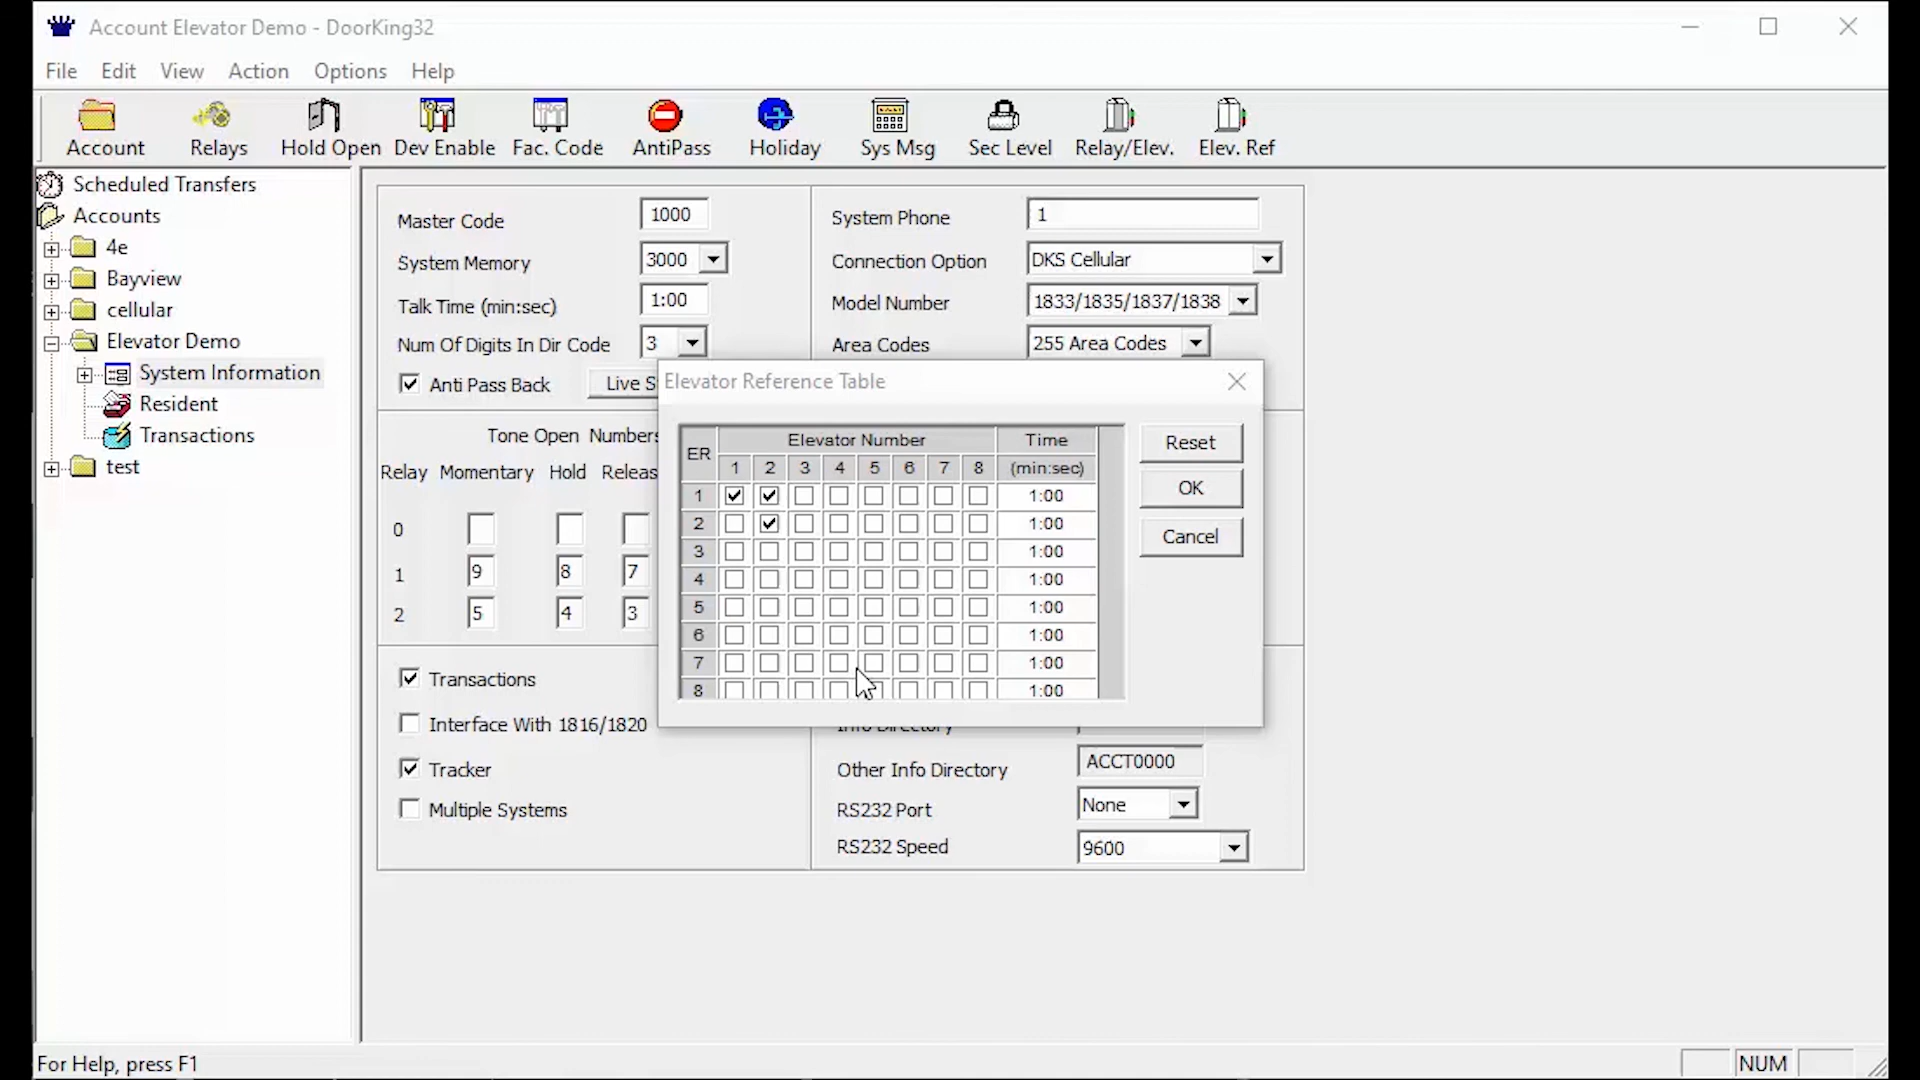 Account Elevator Demo - DoorKing32
File Edit View Action Options Help
Account Relays Hold Open Dev Enable Fac. Code AntiPass Holiday Sys Msg Sec Level Relay/Elev. Elev. Ref
Scheduled Transfers
Accounts
4e
Bayview
cellular
Elevator Demo
System Information
Resident
Transactions
test
Master Code 1000
System Memory 3000
Talk Time (min:sec) 1:00
Num Of Digits In Dir Code 3
Anti Pass Back Live S
System Phone 1
Connection Option DKS Cellular
Model Number 1833/1835/1837/1838
Area Codes 255 Area Codes
Tone Open Numbers
Relay Momentary Hold Releas
0
1 9 8 7
2 5 4 3
Elevator Reference Table
ER Elevator Number Time
1 2 3 4 5 6 7 8 (min:sec)
1 1:00
2 1:00
3 1:00
4 1:00
5 1:00
6 1:00
7 1:00
8 1:00
Reset
OK
Cancel
Transactions
Interface With 1816/1820
Tracker
Multiple Systems
Info Directory
Other Info Directory ACCT0000
RS232 Port None
RS232 Speed 9600
For Help, press F1 NUM